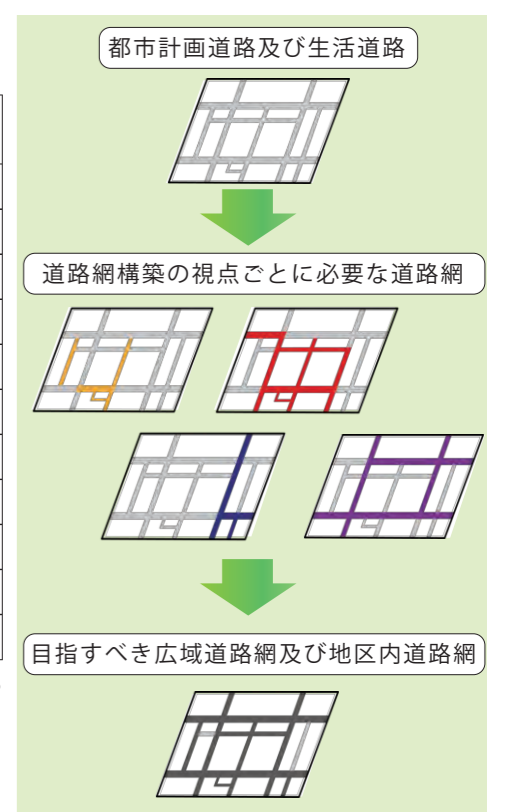 都市計画道路及び生活道路
道路網構築の視点ごとに必要な道路網
目指すべき広域道路網及び地区内道路網